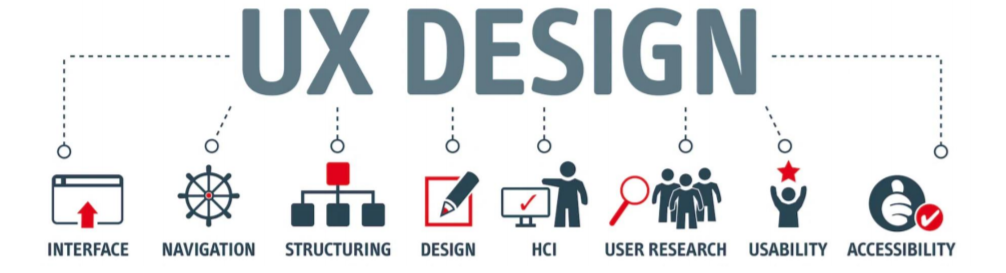 UX DESIGN
INTERFACE
NAVIGATION
STRUCTURING
DESIGN
HCI
USER RESEARCH
USABILITY
ACCESSIBILITY